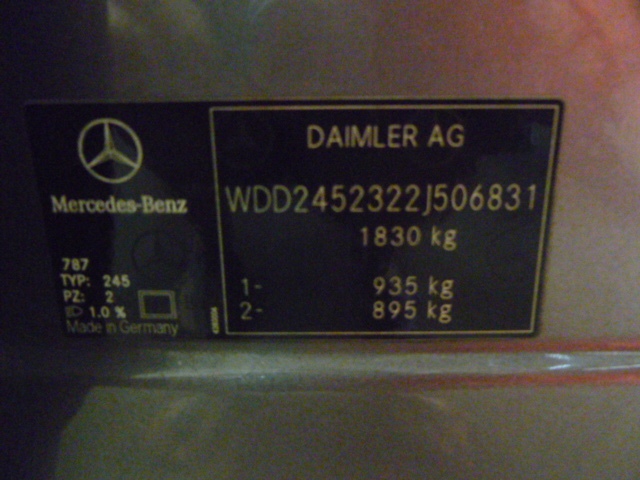 Mercedes-Benz
787
TYP: 245
PZ: 2
1.0 %
Made in Germany
DAIMLER AG
WDD2452322J506831
1830 kg
1- 935 kg
2- 895 kg